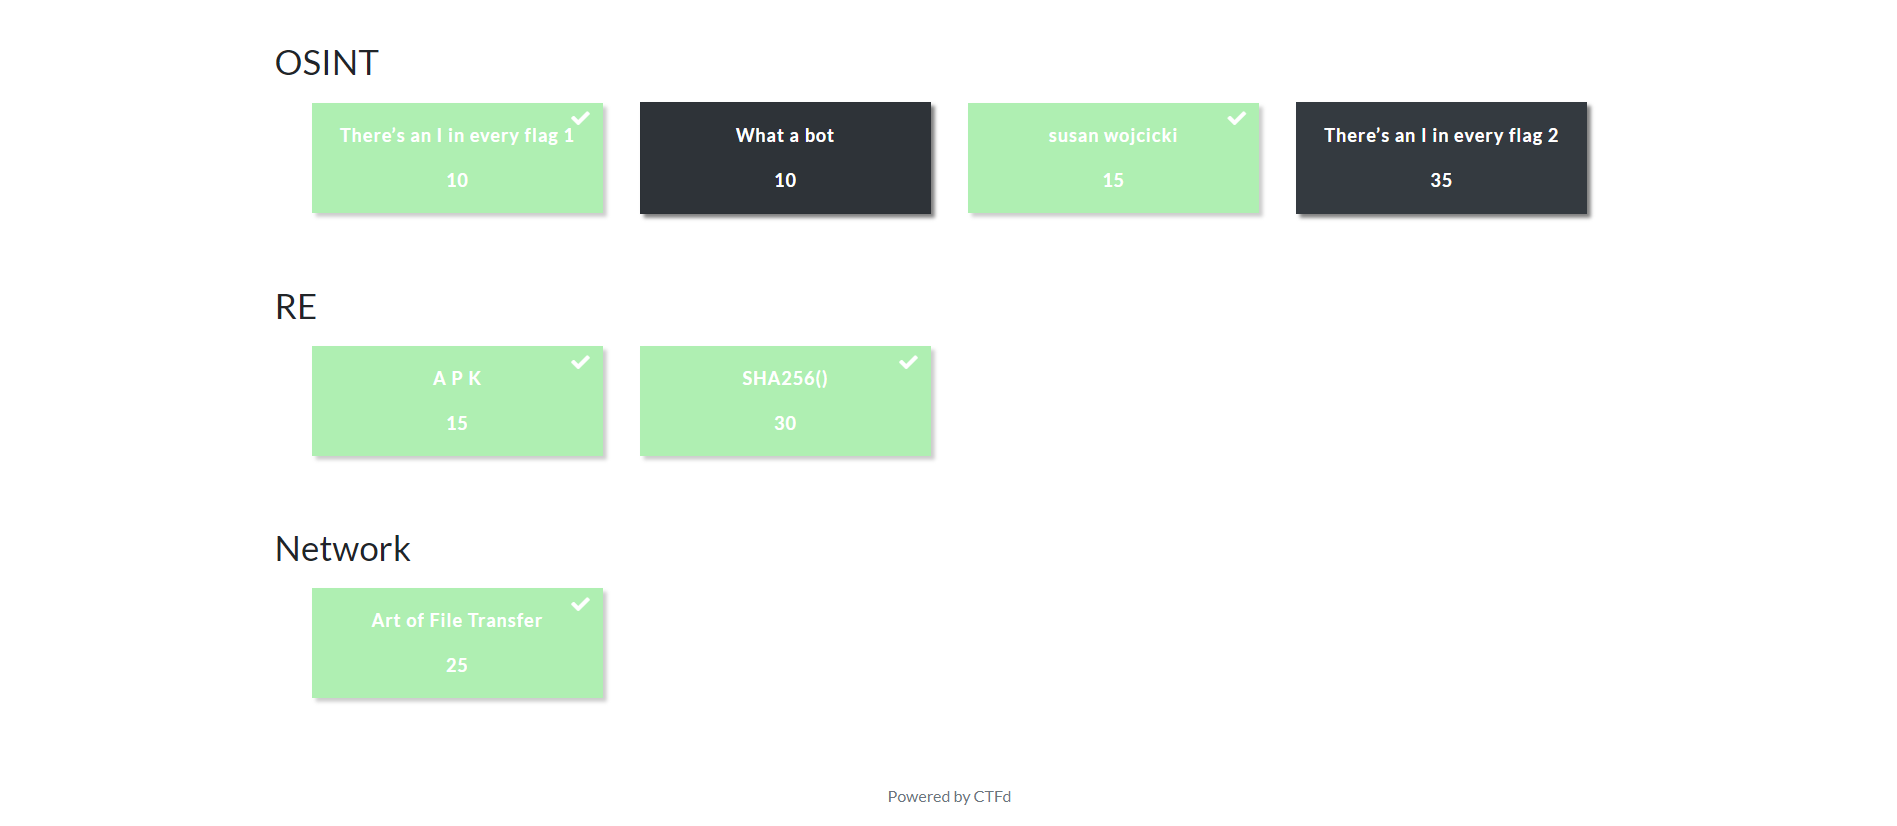 OSINT
There’s an I in every flag 1
10
What a bot
10
susan wojcicki
15
There’s an I in every flag 2
35
RE
A P K
15
SHA256()
30
Network
Art of File Transfer
25
Powered by CTFd